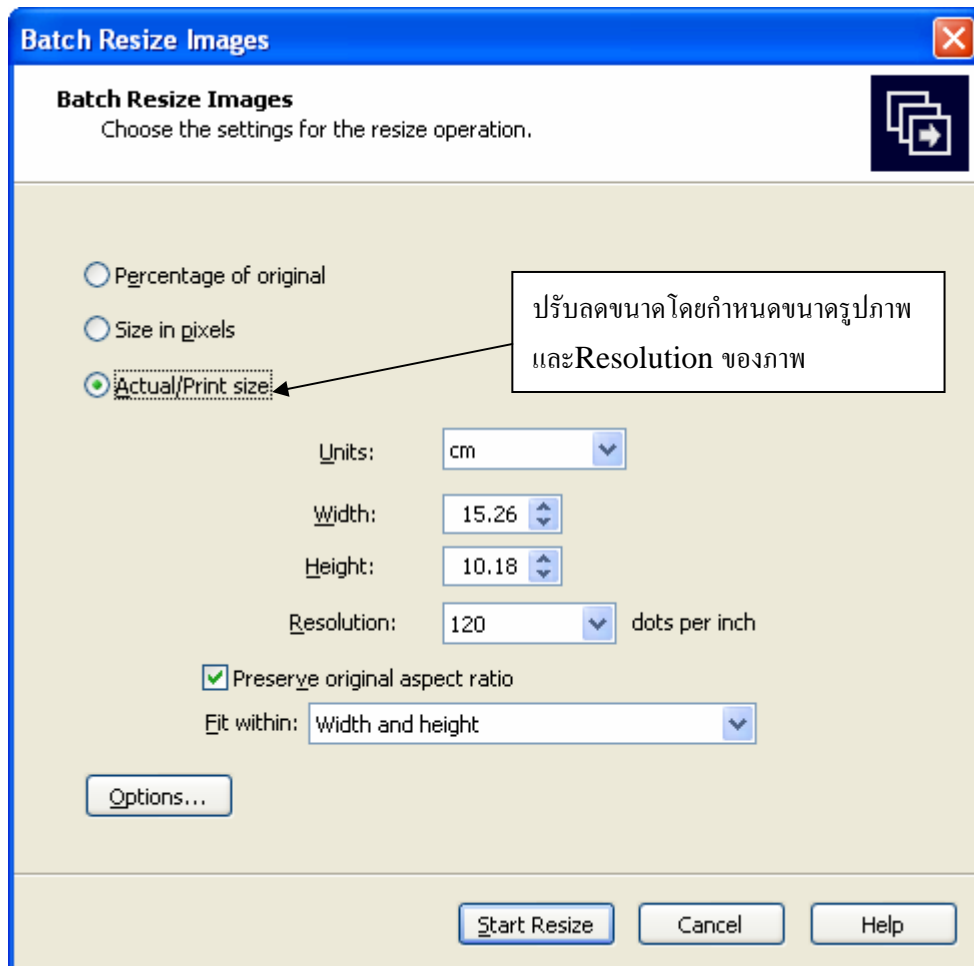 Batch Resize Images
Batch Resize Images
Choose the settings for the resize operation.
Percentage of original
Size in pixels
Actual/Print size
ปรับลดขนาดโดยกำหนดขนาดรูปภาพ
และResolution ของภาพ
Units: cm
Width: 15.26
Height: 10.18
Resolution: 120 dots per inch
Preserve original aspect ratio
Fit within: Width and height
Options...
Start Resize Cancel Help